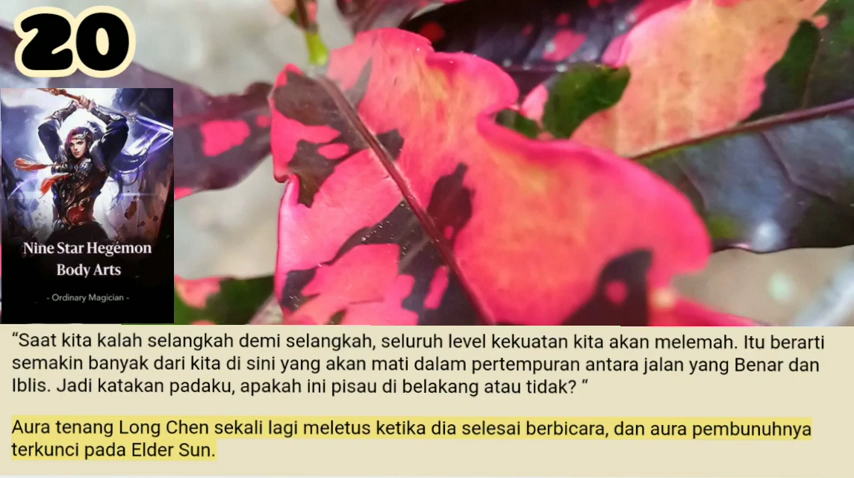 20
Nine Star Hegemon
Body Arts
- Ordinary Magician -
“Saat kita kalah selangkah demi selangkah, seluruh level kekuatan kita akan melemah. Itu berarti
semakin banyak dari kita di sini yang akan mati dalam pertempuran antara jalan yang Benar dan
Iblis. Jadi katakan padaku, apakah ini pisau di belakang atau tidak? “
Aura tenang Long Chen sekali lagi meletus ketika dia selesai berbicara, dan aura pembunuhnya
terkunci pada Elder Sun.